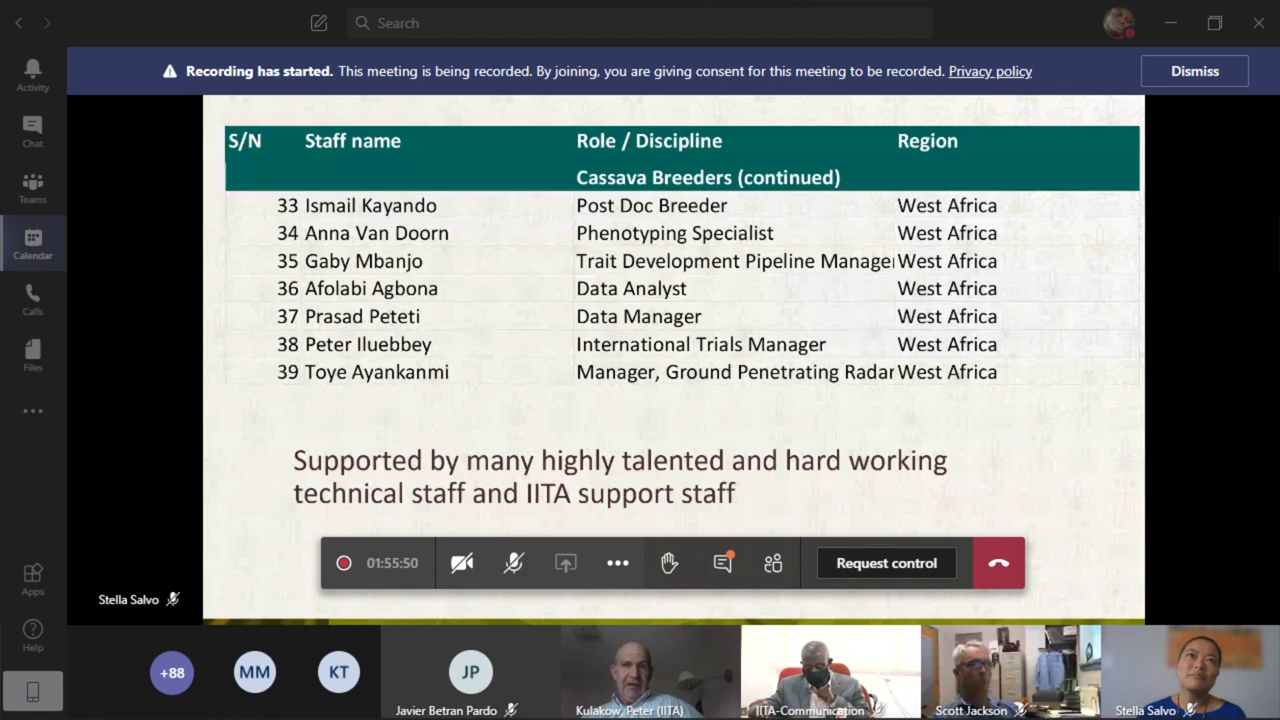 Search
Recording has started. This meeting is being recorded. By joining, you are giving consent for this meeting to be recorded. Privacy policy
Dismiss
Activity
Chat
Teams
Calendar
Calls
Files
Apps
Help
S/N Staff name Role / Discipline Region
Cassava Breeders (continued)
33 Ismail Kayando Post Doc Breeder West Africa
34 Anna Van Doorn Phenotyping Specialist West Africa
35 Gaby Mbanjo Trait Development Pipeline Manager West Africa
36 Afolabi Agbona Data Analyst West Africa
37 Prasad Peteti Data Manager West Africa
38 Peter Iluebbey International Trials Manager West Africa
39 Toye Ayankanmi Manager, Ground Penetrating Radar West Africa
Supported by many highly talented and hard working
technical staff and IITA support staff
01:55:50
Request control
Stella Salvo
+88
MM
KT
JP
Javier Betran Pardo
Kulakow, Peter (IITA)
IITA-Communication
Scott Jackson
Stella Salvo